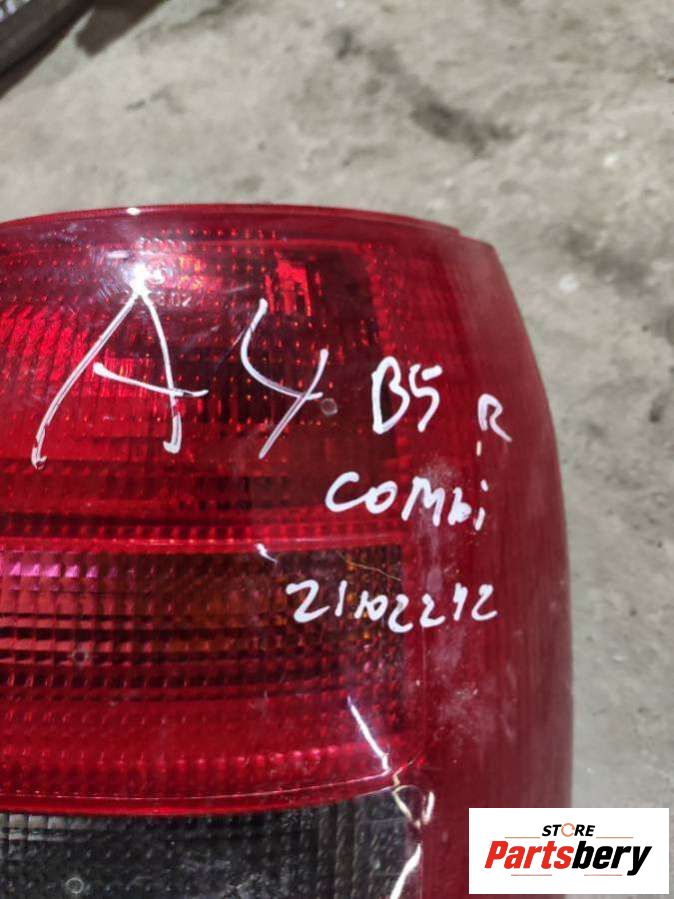 A4 B5 R
combi
21102242
STORE
Partsbery